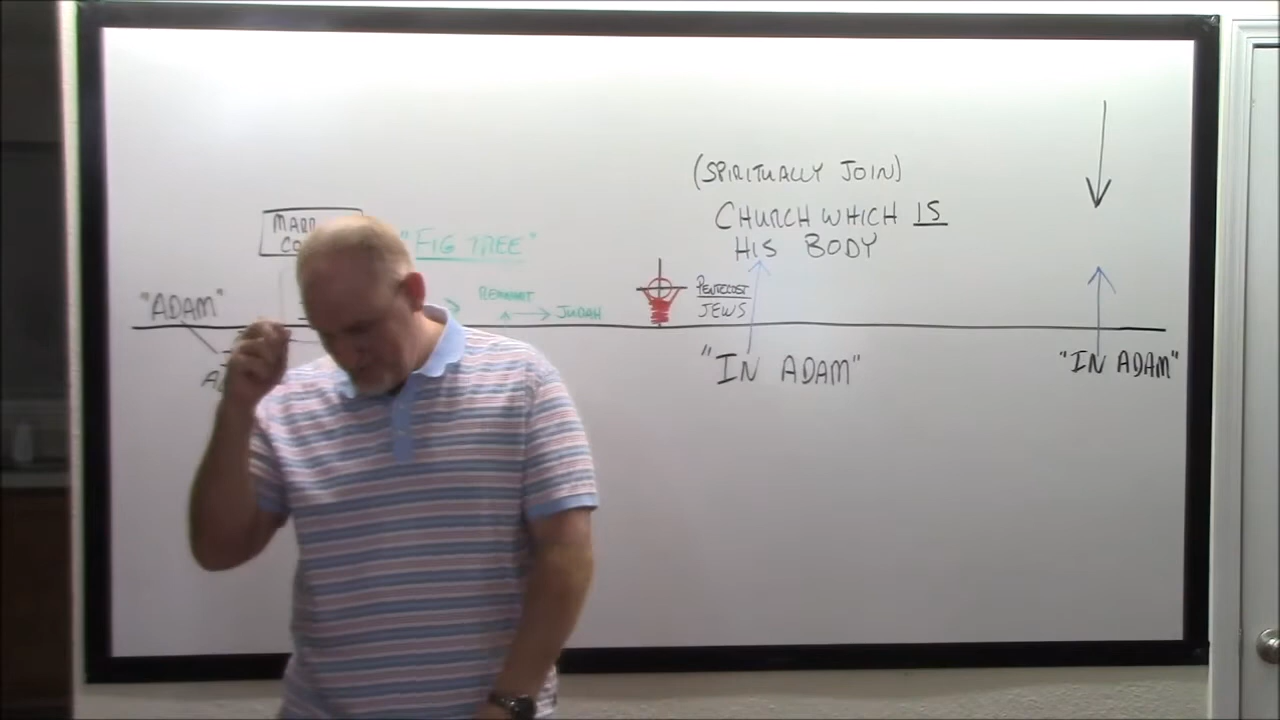 (SPIRITUALLY JOIN)
CHURCH WHICH IS
HIS BODY
"FIG TREE"
"ADAM"
REMNANT
JUDAH
PENTECOST
JEWS
"IN ADAM"
"IN ADAM"